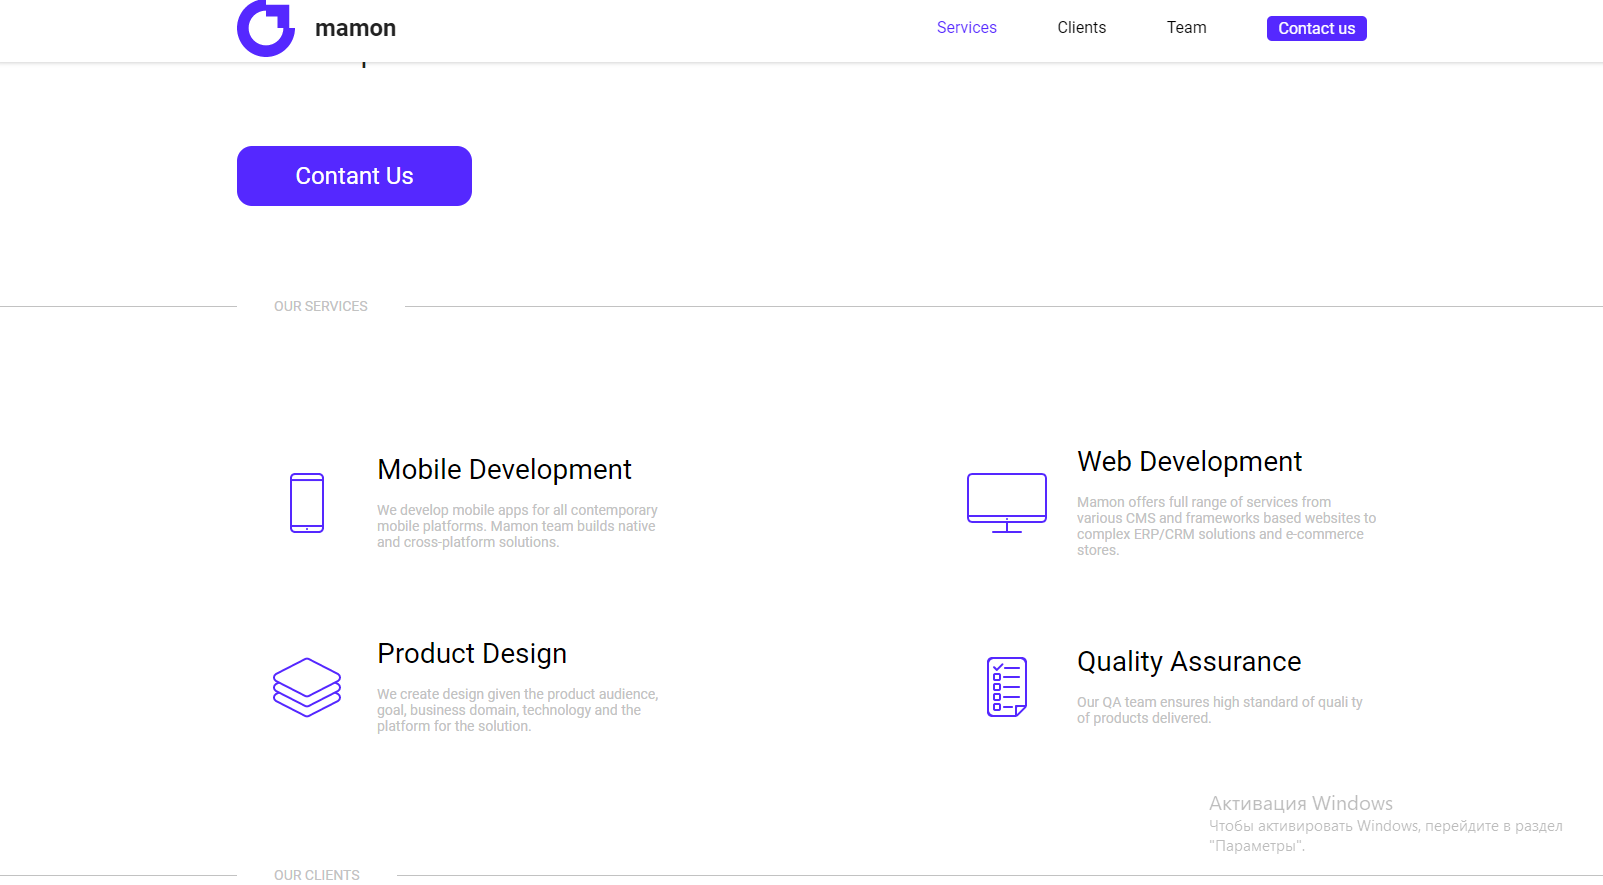 mamon
Services
Clients
Team
Contact us
Contant Us
OUR SERVICES
Mobile Development
We develop mobile apps for all contemporary
mobile platforms. Mamon team builds native
and cross-platform solutions.
Web Development
Mamon offers full range of services from
various CMS and frameworks based websites to
complex ERP/CRM solutions and e-commerce
stores.
Product Design
We create design given the product audience,
goal, business domain, technology and the
platform for the solution.
Quality Assurance
Our QA team ensures high standard of quali ty
of products delivered.
Активация Windows
Чтобы активировать Windows, перейдите в раздел
"Параметры".
OUR CLIENTS